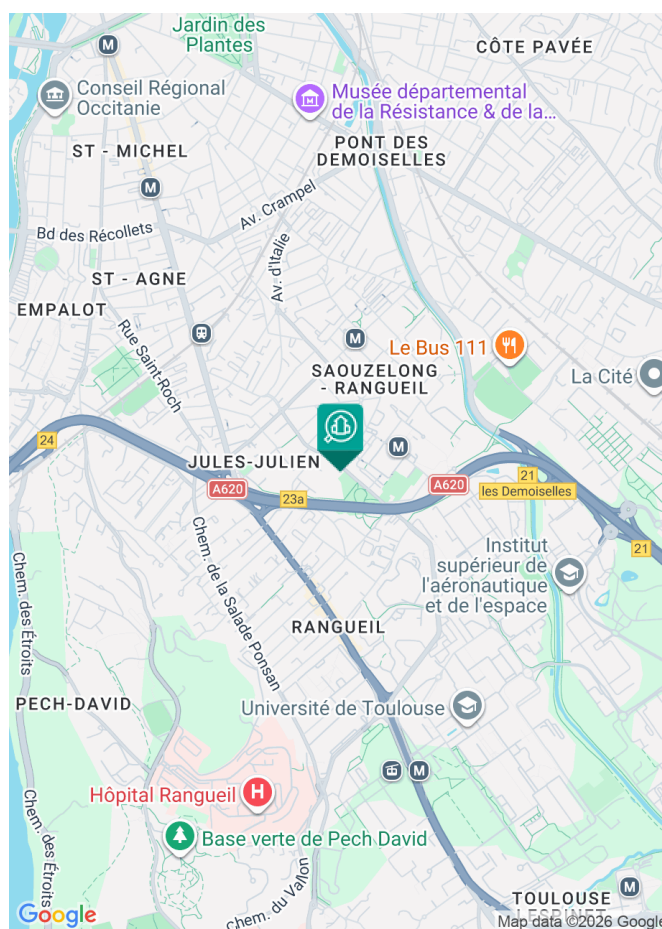 Jardin des
Plantes
M
CÔTE PAVÉE
Conseil Régional
Occitanie
Musée départemental
de la Résistance & de la...
ST - MICHEL
PONT DES
DEMOISELLES
M
Av. Crampel
Bd des Récollets
Av. d'Italie
ST - AGNE
EMPALOT
Rue Saint-Roch
M
Le Bus 111
SAOUZELONG
- RANGUEIL
La Cité
24
JULES-JULIEN
M
A620
23a
A620
21
les Demoiselles
21
Chem. de la Salade Ponsan
Chem. des Étroits
Institut
supérieur de
l'aéronautique
et de l'espace
RANGUEIL
PECH-DAVID
Université de Toulouse
M
Hôpital Rangueil
H
Chem. des Étroits
Base verte de Pech David
Chem. du Vallon
M
TOULOUSE
LESPINET
Google
Map data ©2026 Google